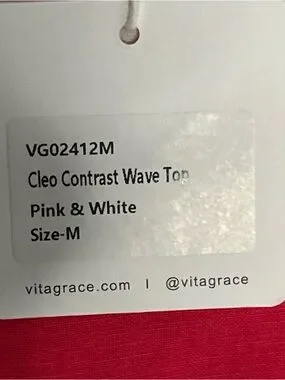 VG02412M
Cleo Contrast Wave Top
Pink & White
Size-M
vitagrace.com | @vitagrace